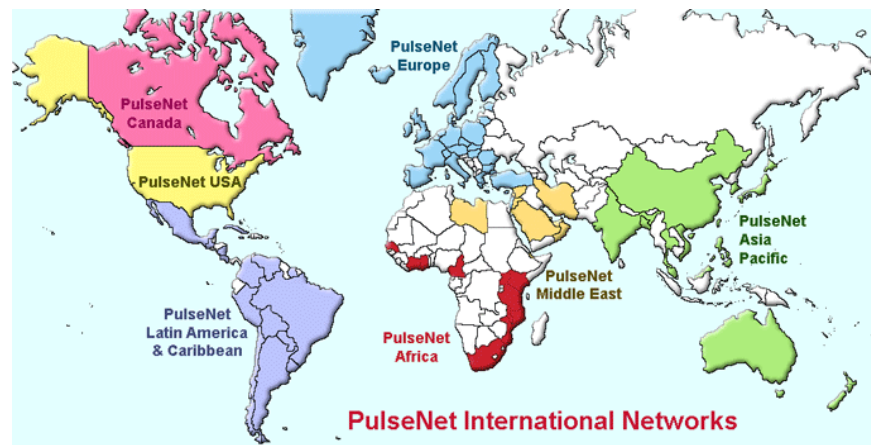 PulseNet
Europe
PulseNet
Canada
PulseNet USA
PulseNet
Asia
Pacific
PulseNet
Middle East
PulseNet
Latin America
& Caribbean
PulseNet
Africa
PulseNet International Networks